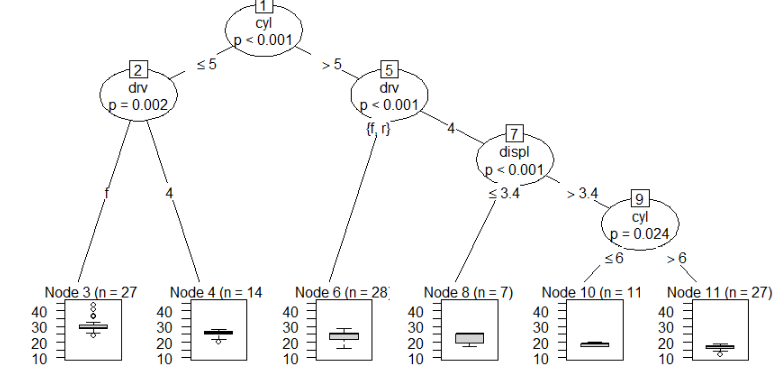 1
cyl
p < 0.001
≤ 5
> 5
2
drv
p = 0.002
5
drv
p < 0.001
f
4
{f, r}
4
7
displ
p < 0.001
≤ 3.4
> 3.4
9
cyl
p = 0.024
≤ 6
> 6
Node 3 (n = 27
40
30
20
10
Node 4 (n = 14
40
30
20
10
Node 6 (n = 28)
40
30
20
10
Node 8 (n = 7)
40
30
20
10
Node 10 (n = 11
40
30
20
10
Node 11 (n = 27)
40
30
20
10